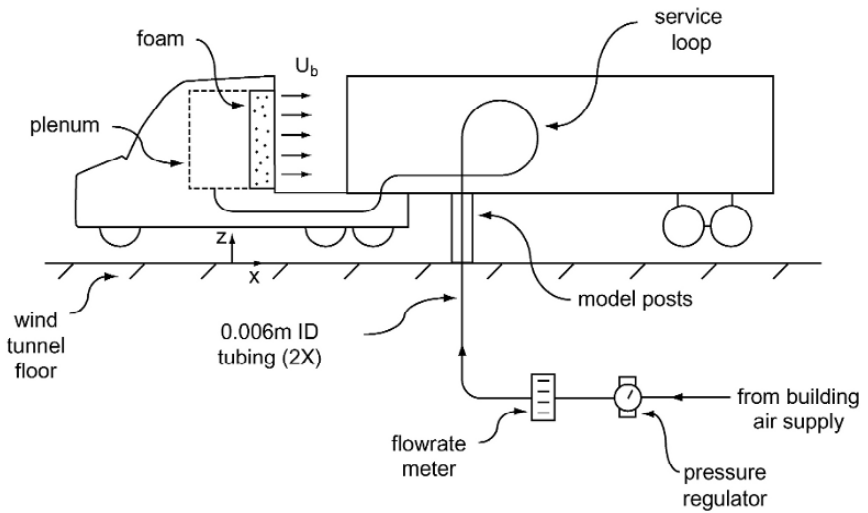 service
loop
foam
U_b
plenum
z
x
wind
tunnel
floor
0.006m ID
tubing (2X)
model posts
flowrate
meter
from building
air supply
pressure
regulator